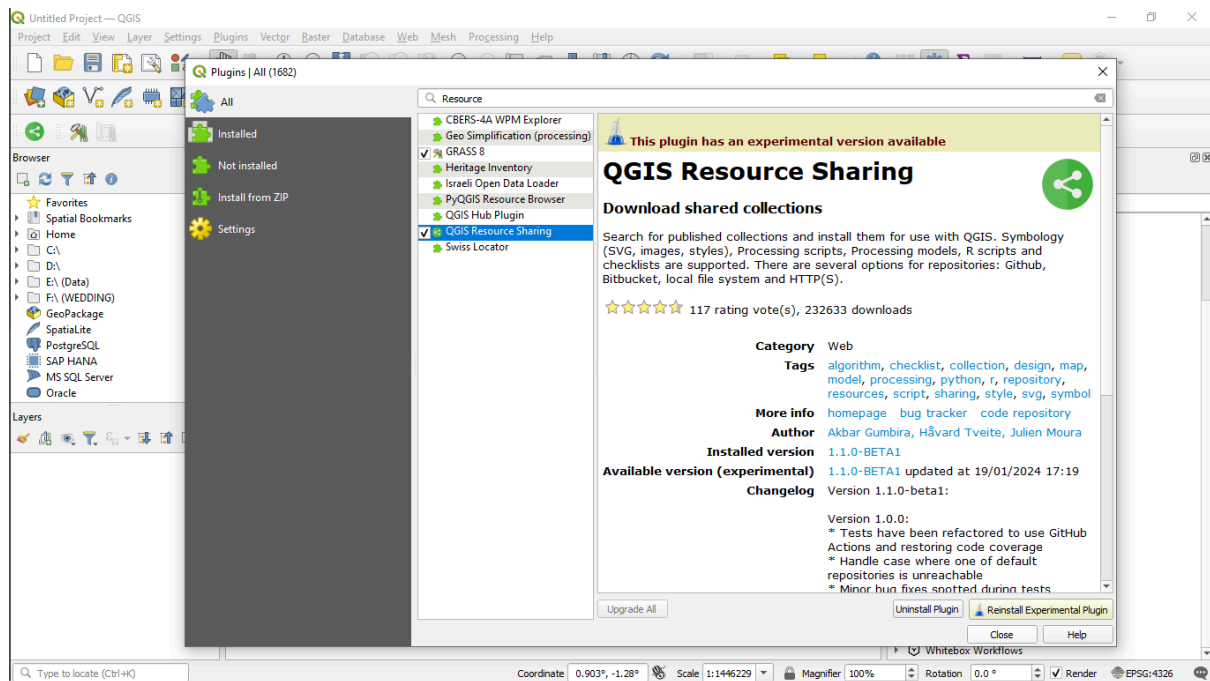 Untitled Project — QGIS
Project Edit View Layer Settings Plugins Vector Raster Database Web Mesh Processing Help
Plugins | All (1682)
All
Installed
Not installed
Install from ZIP
Settings
Resource
CBERS-4A WPM Explorer
Geo Simplification (processing)
GRASS 8
Heritage Inventory
Israeli Open Data Loader
PyQGIS Resource Browser
QGIS Hub Plugin
QGIS Resource Sharing
Swiss Locator
This plugin has an experimental version available
QGIS Resource Sharing
Download shared collections
Search for published collections and install them for use with QGIS. Symbology
(SVG, images, styles), Processing scripts, Processing models, R scripts and
checklists are supported. There are several options for repositories: Github,
Bitbucket, local file system and HTTP(S).
117 rating vote(s), 232633 downloads
Category Web
Tags algorithm, checklist, collection, design, map,
model, processing, python, r, repository,
resources, script, sharing, style, svg, symbol
More info homepage bug tracker code repository
Author Akbar Gumbira, Håvard Tveite, Julien Moura
Installed version 1.1.0-BETA1
Available version (experimental) 1.1.0-BETA1 updated at 19/01/2024 17:19
Changelog Version 1.1.0-beta1:
Version 1.0.0:
* Tests have been refactored to use GitHub
Actions and restoring code coverage
* Handle case where one of default
repositories is unreachable
* Minor bug fixes spotted during tests
Upgrade All
Uninstall Plugin
Reinstall Experimental Plugin
Close
Help
Browser
Favorites
Spatial Bookmarks
Home
C:\
D:\
E:\ (Data)
F:\ (WEDDING)
GeoPackage
SpatiaLite
PostgreSQL
SAP HANA
MS SQL Server
Oracle
Layers
Whitebox Workflows
Type to locate (Ctrl+K)
Coordinate 0.903°, -1.28° Scale 1:1446229 Magnifier 100% Rotation 0.0 ° Render EPSG:4326